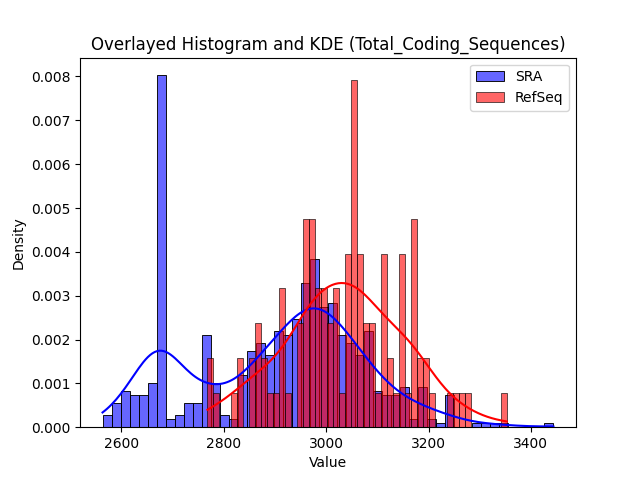 Overlayed Histogram and KDE (Total_Coding_Sequences)
SRA
RefSeq
0.008
0.007
0.006
0.005
0.004
0.003
0.002
0.001
0.000
Density
2600
2800
3000
3200
3400
Value